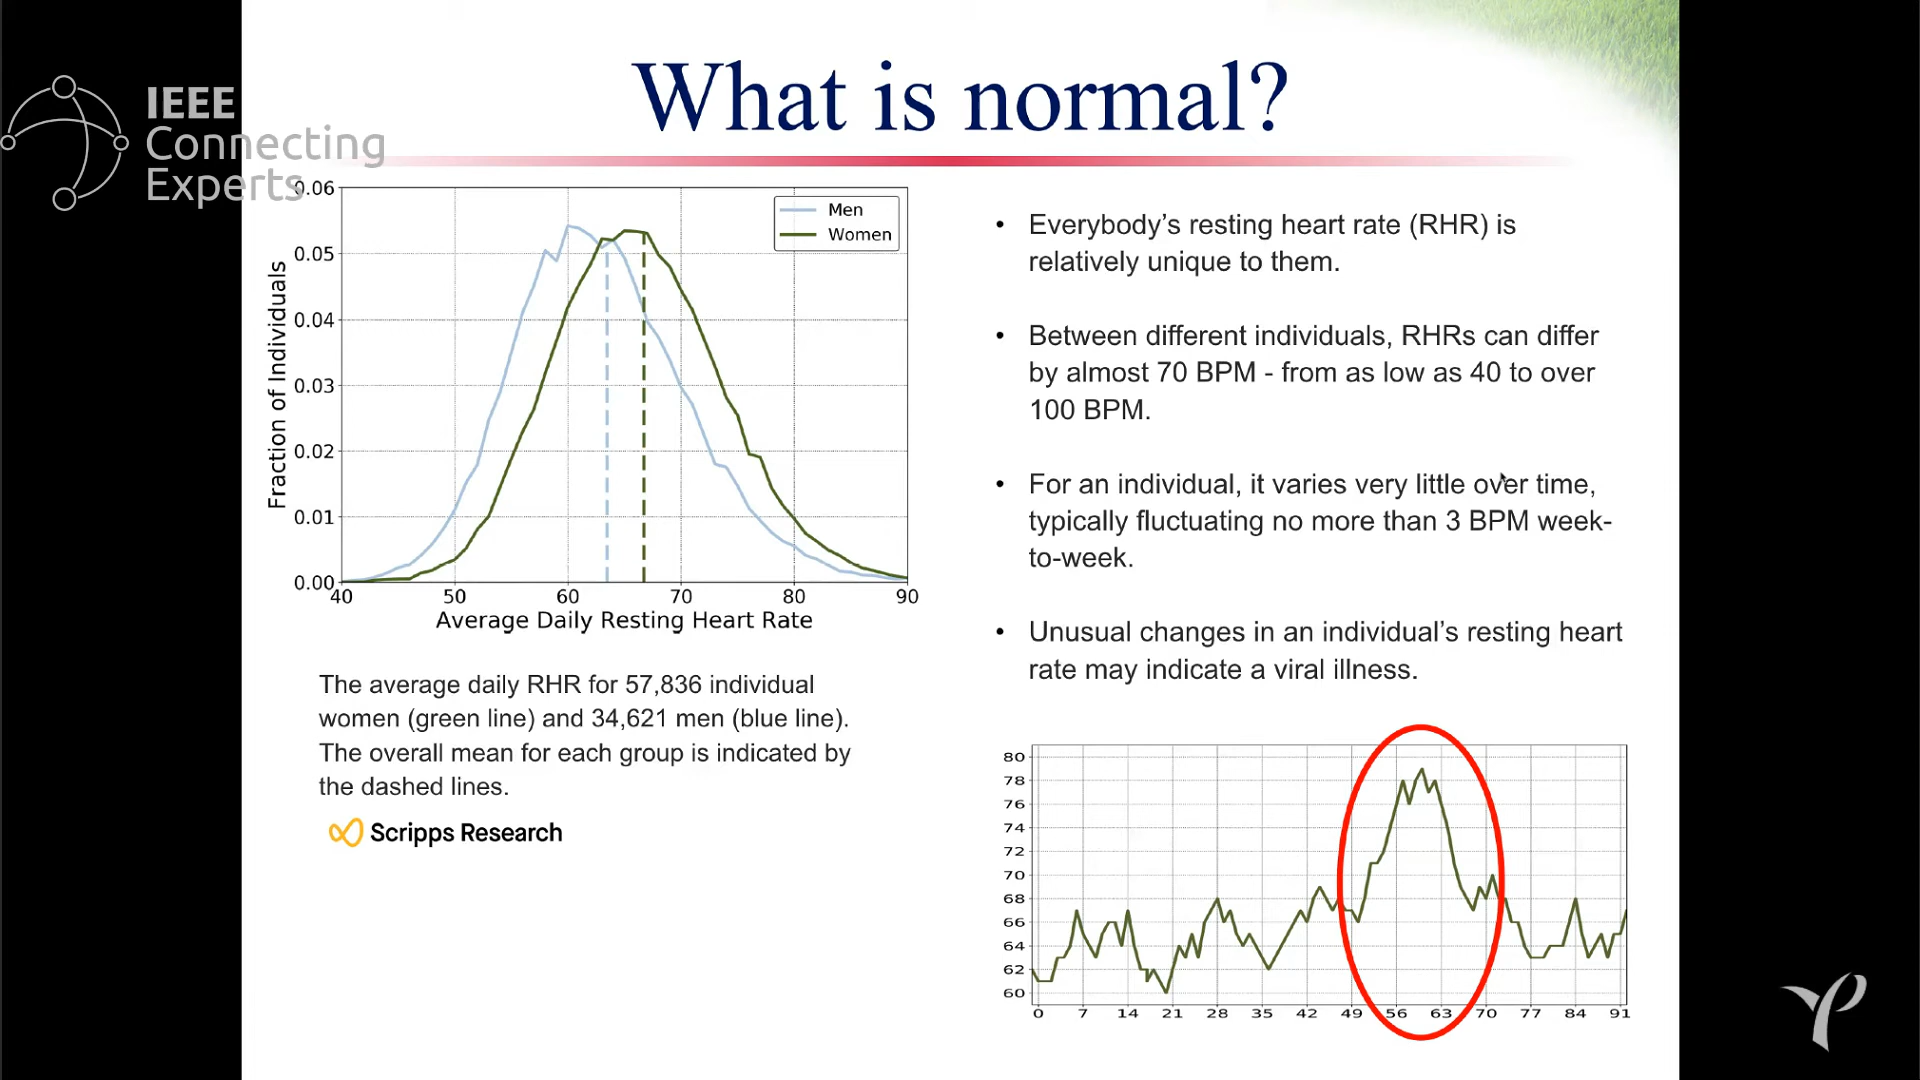 What is normal?
IEEE
Connecting
Experts
0.06
0.05
0.04
0.03
0.02
0.01
0.00
Fraction of Individuals
Men
Women
40 50 60 70 80 90
Average Daily Resting Heart Rate
The average daily RHR for 57,836 individual
women (green line) and 34,621 men (blue line).
The overall mean for each group is indicated by
the dashed lines.
Scripps Research
• Everybody’s resting heart rate (RHR) is
relatively unique to them.
• Between different individuals, RHRs can differ
by almost 70 BPM - from as low as 40 to over
100 BPM.
• For an individual, it varies very little over time,
typically fluctuating no more than 3 BPM week-
to-week.
• Unusual changes in an individual’s resting heart
rate may indicate a viral illness.
80
78
76
74
72
70
68
66
64
62
60
0 7 14 21 28 35 42 49 56 63 70 77 84 91